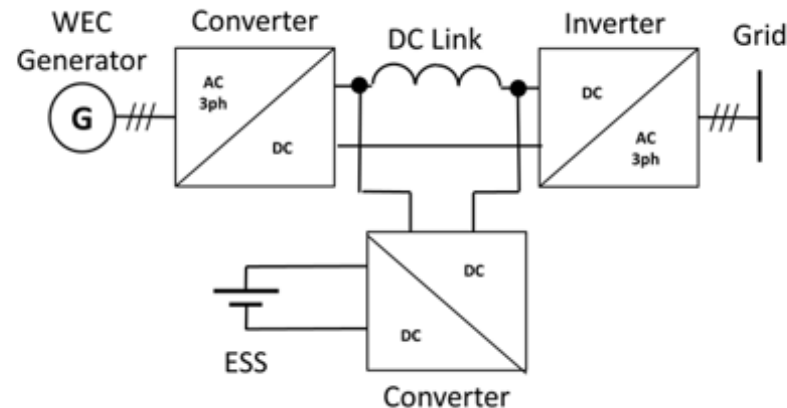 WEC
Generator
Converter
DC Link
Inverter
Grid
G
AC
3ph
DC
DC
AC
3ph
DC
DC
ESS
Converter